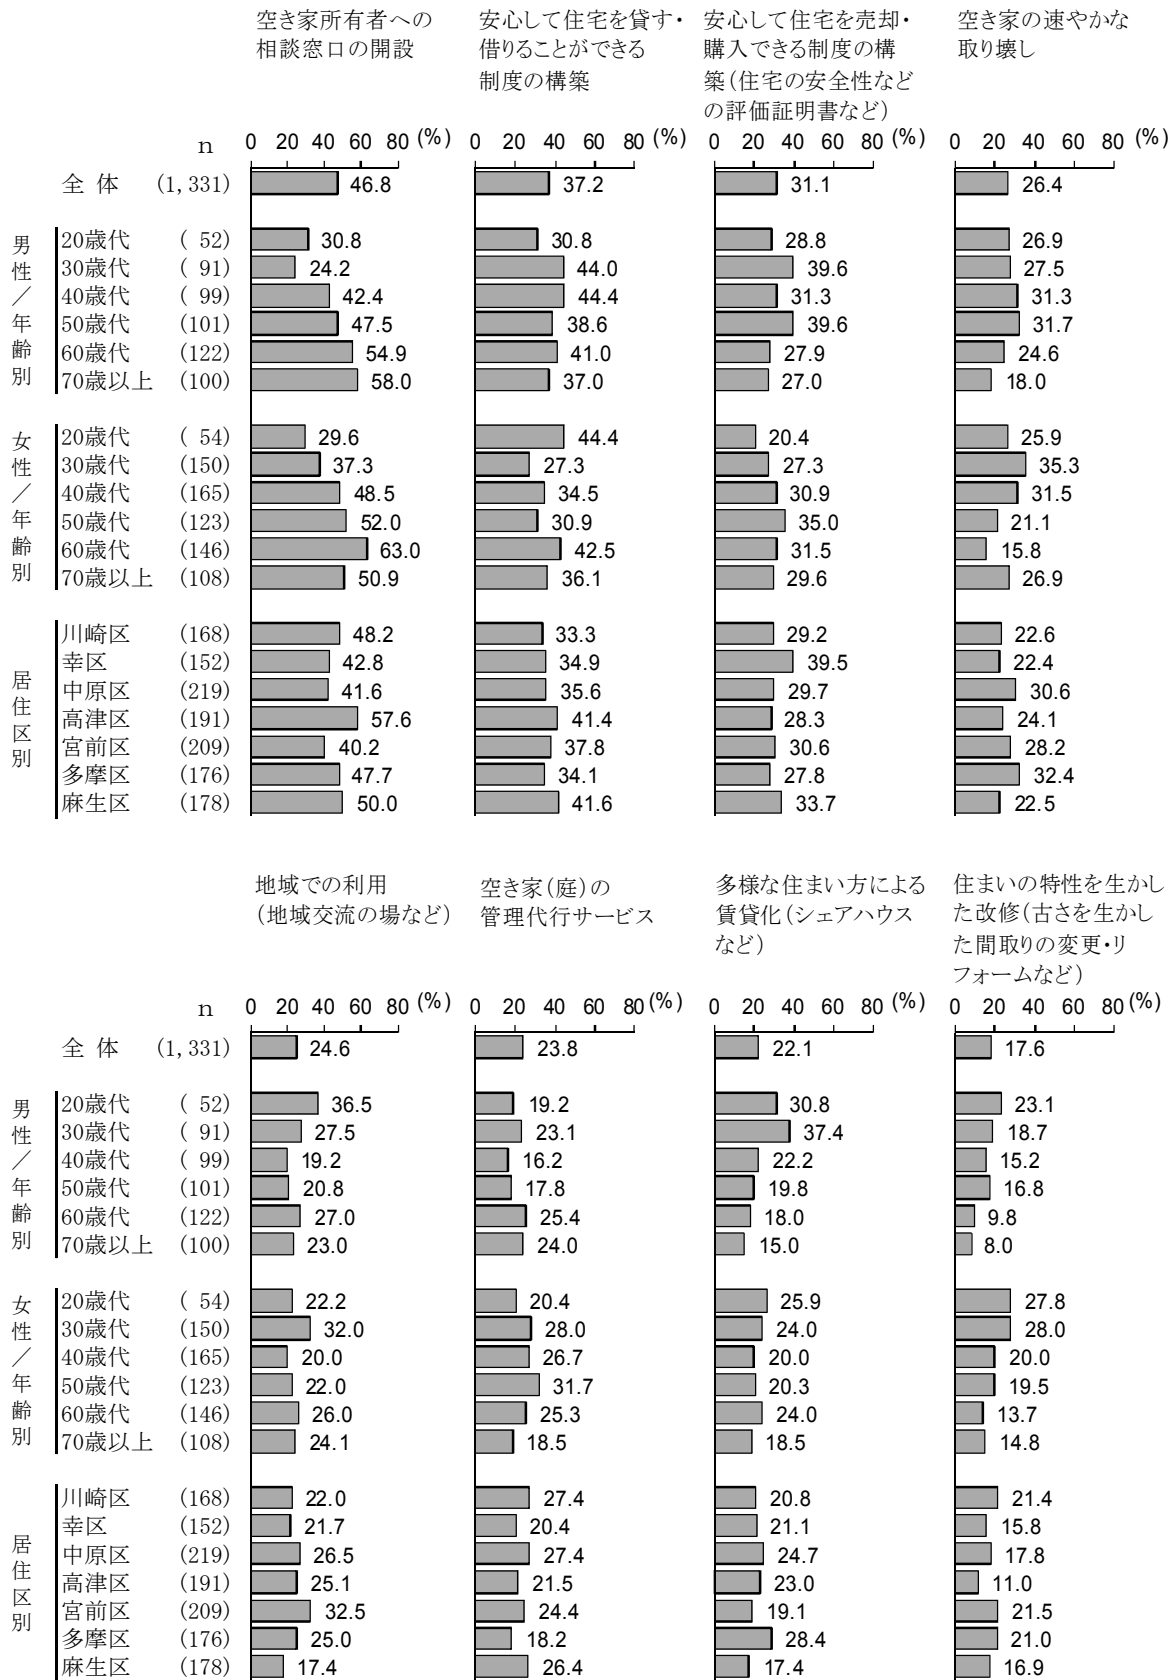 空き家所有者への
相談窓口の開設
安心して住宅を貸す・
借りることができる
制度の構築
安心して住宅を売却・
購入できる制度の構
築(住宅の安全性など
の評価証明書など)
空き家の速やかな
取り壊し
n 0 20 40 60 80 (%) 0 20 40 60 80 (%) 0 20 40 60 80 (%) 0 20 40 60 80 (%)
全 体 (1,331) 46.8 37.2 31.1 26.4
男性／年齢別
20歳代 ( 52) 30.8 30.8 28.8 26.9
30歳代 ( 91) 24.2 44.0 39.6 27.5
40歳代 ( 99) 42.4 44.4 31.3 31.3
50歳代 (101) 47.5 38.6 39.6 31.7
60歳代 (122) 54.9 41.0 27.9 24.6
70歳以上 (100) 58.0 37.0 27.0 18.0
女性／年齢別
20歳代 ( 54) 29.6 44.4 20.4 25.9
30歳代 (150) 37.3 27.3 27.3 35.3
40歳代 (165) 48.5 34.5 30.9 31.5
50歳代 (123) 52.0 30.9 35.0 21.1
60歳代 (146) 63.0 42.5 31.5 15.8
70歳以上 (108) 50.9 36.1 29.6 26.9
居住区別
川崎区 (168) 48.2 33.3 29.2 22.6
幸区 (152) 42.8 34.9 39.5 22.4
中原区 (219) 41.6 35.6 29.7 30.6
高津区 (191) 57.6 41.4 28.3 24.1
宮前区 (209) 40.2 37.8 30.6 28.2
多摩区 (176) 47.7 34.1 27.8 32.4
麻生区 (178) 50.0 41.6 33.7 22.5
地域での利用
(地域交流の場など)
空き家(庭)の
管理代行サービス
多様な住まい方による
賃貸化(シェアハウス
など)
住まいの特性を生かし
た改修(古さを生かし
た間取りの変更・リ
フォームなど)
n 0 20 40 60 80 (%) 0 20 40 60 80 (%) 0 20 40 60 80 (%) 0 20 40 60 80 (%)
全 体 (1,331) 24.6 23.8 22.1 17.6
男性／年齢別
20歳代 ( 52) 36.5 19.2 30.8 23.1
30歳代 ( 91) 27.5 23.1 37.4 18.7
40歳代 ( 99) 19.2 16.2 22.2 15.2
50歳代 (101) 20.8 17.8 19.8 16.8
60歳代 (122) 27.0 25.4 18.0 9.8
70歳以上 (100) 23.0 24.0 15.0 8.0
女性／年齢別
20歳代 ( 54) 22.2 20.4 25.9 27.8
30歳代 (150) 32.0 28.0 24.0 28.0
40歳代 (165) 20.0 26.7 20.0 20.0
50歳代 (123) 22.0 31.7 20.3 19.5
60歳代 (146) 26.0 25.3 24.0 13.7
70歳以上 (108) 24.1 18.5 18.5 14.8
居住区別
川崎区 (168) 22.0 27.4 20.8 21.4
幸区 (152) 21.7 20.4 21.1 15.8
中原区 (219) 26.5 27.4 24.7 17.8
高津区 (191) 25.1 21.5 23.0 11.0
宮前区 (209) 32.5 24.4 19.1 21.5
多摩区 (176) 25.0 18.2 28.4 21.0
麻生区 (178) 17.4 26.4 17.4 16.9